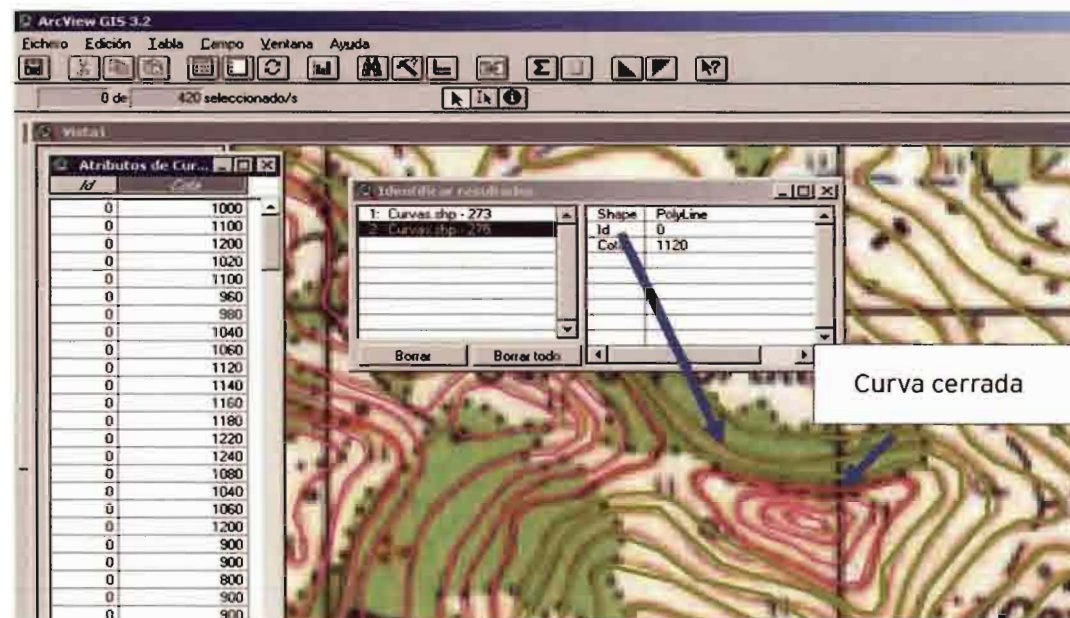 ArcView GIS 3.2
Fichero Edición Tabla Campo Ventana Ayuda
0 de 420 seleccionado/s
Vista1
Atributos de Cur...
Id Cota
0 1000
0 1100
0 1200
0 1020
0 1100
0 960
0 980
0 1040
0 1060
0 1120
0 1140
0 1160
0 1180
0 1220
0 1240
0 1080
0 1040
0 1060
0 1200
0 900
0 900
0 800
0 900
0 900
Identificar resultados
1: Curvas.shp - 273
2: Curvas.shp - 276
Shape PolyLine
Id 0
Cota 1120
Borrar Borrar todo
Curva cerrada